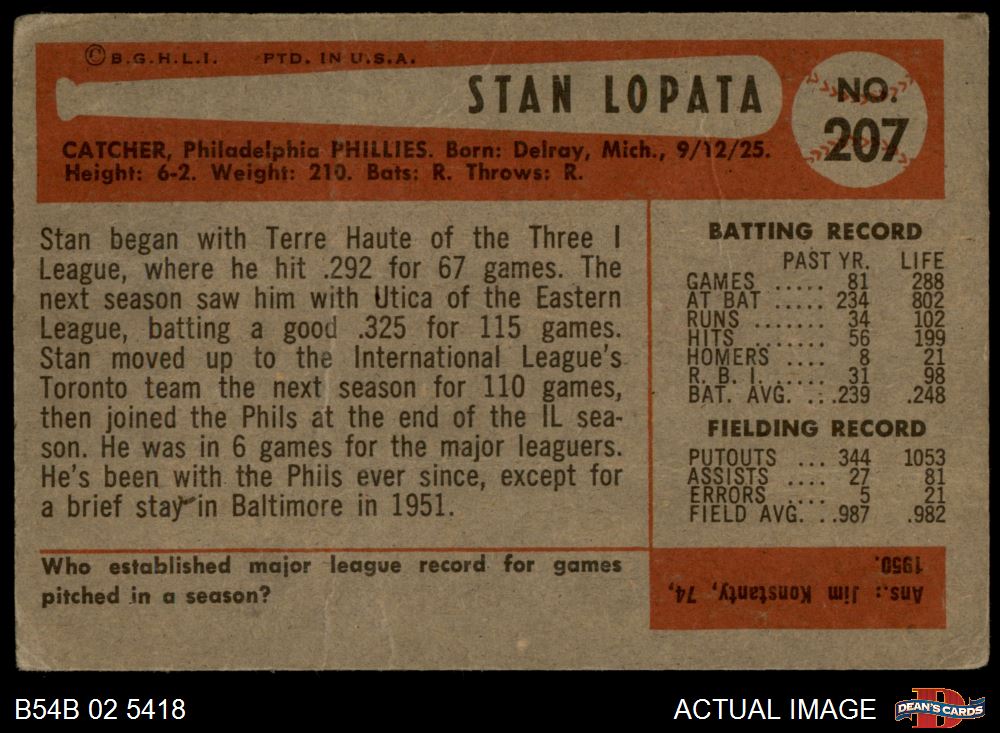 © B.G.H.L.I. PTD. IN U.S.A.
STAN LOPATA
NO. 207
CATCHER, Philadelphia PHILLIES. Born: Delray, Mich., 9/12/25.
Height: 6-2. Weight: 210. Bats: R. Throws: R.
Stan began with Terre Haute of the Three I
League, where he hit .292 for 67 games. The
next season saw him with Utica of the Eastern
League, batting a good .325 for 115 games.
Stan moved up to the International League's
Toronto team the next season for 110 games,
then joined the Phils at the end of the IL sea-
son. He was in 6 games for the major leaguers.
He's been with the Phils ever since, except for
a brief stay in Baltimore in 1951.
Who established major league record for games
pitched in a season?
BATTING RECORD
PAST YR. LIFE
GAMES ..... 81 288
AT BAT ..... 234 802
RUNS ....... 34 102
HITS ....... 56 199
HOMERS .... 8 21
R. B. I. ..... 31 98
BAT. AVG. ...239 .248
FIELDING RECORD
PUTOUTS ... 344 1053
ASSISTS .... 27 81
ERRORS .... 5 21
FIELD AVG. ..987 .982
Ans.: Jim Konstanty, 74,
1950.
B54B 02 5418
ACTUAL IMAGE
DEAN'S CARDS